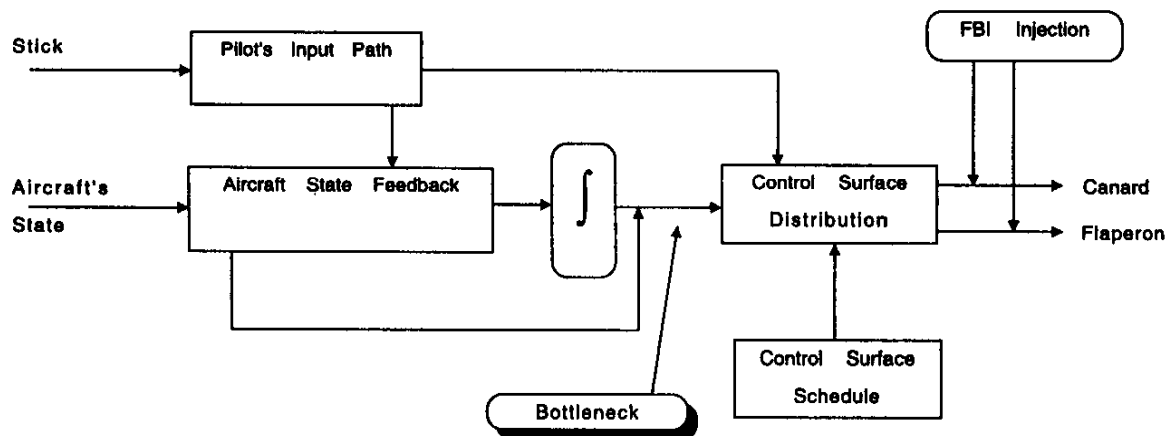 Stick
Pilot's Input Path
FBI Injection
Aircraft's
State
Aircraft State Feedback
∫
Control Surface
Distribution
Canard
Flaperon
Control Surface
Schedule
Bottleneck